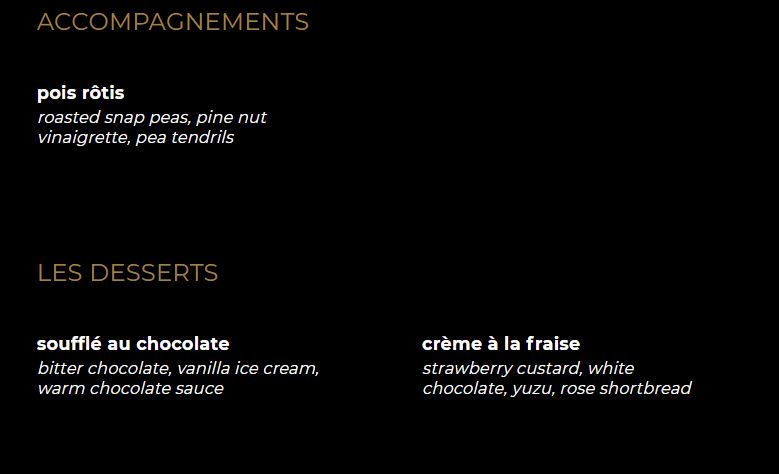 ACCOMPAGNEMENTS
pois rôtis
roasted snap peas, pine nut
vinaigrette, pea tendrils
LES DESSERTS
soufflé au chocolate
bitter chocolate, vanilla ice cream,
warm chocolate sauce
crème à la fraise
strawberry custard, white
chocolate, yuzu, rose shortbread